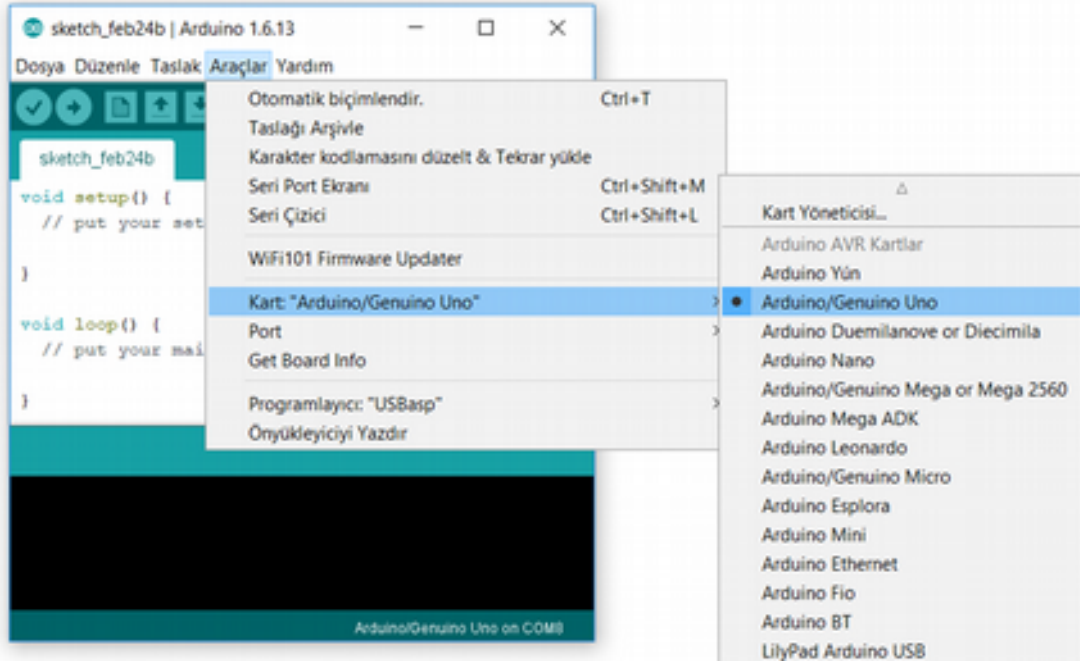 sketch_feb24b | Arduino 1.6.13
Dosya Düzenle Taslak Araçlar Yardım
sketch_feb24b
void setup() {
// put your set
}
void loop() {
// put your mai
}
Otomatik biçimlendir. Ctrl+T
Taslağı Arşivle
Karakter kodlamasını düzelt & Tekrar yükle
Seri Port Ekranı Ctrl+Shift+M
Seri Çizici Ctrl+Shift+L
WiFi101 Firmware Updater
Kart: "Arduino/Genuino Uno"
Port
Get Board Info
Programlayıcı: "USBasp"
Önyükleyiciyi Yazdır
Kart Yöneticisi...
Arduino AVR Kartlar
Arduino Yún
Arduino/Genuino Uno
Arduino Duemilanove or Diecimila
Arduino Nano
Arduino/Genuino Mega or Mega 2560
Arduino Mega ADK
Arduino Leonardo
Arduino/Genuino Micro
Arduino Esplora
Arduino Mini
Arduino Ethernet
Arduino Fio
Arduino BT
LilyPad Arduino USB
Arduino/Genuino Uno on COM8